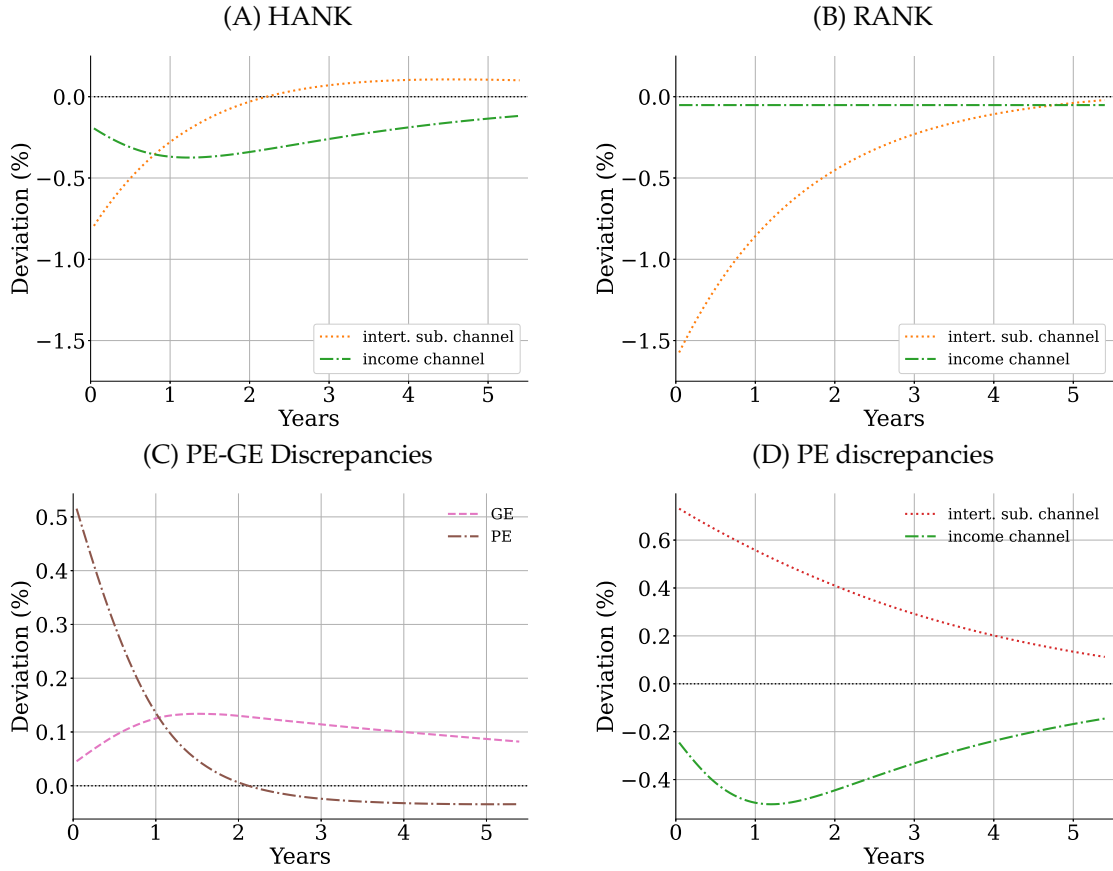 (A) HANK
(B) RANK
0.0
−0.5
−1.0
−1.5
Deviation (%)
intert. sub. channel
income channel
0 1 2 3 4 5
Years
0.0
−0.5
−1.0
−1.5
Deviation (%)
intert. sub. channel
income channel
0 1 2 3 4 5
Years
(C) PE-GE Discrepancies
(D) PE discrepancies
0.5
0.4
0.3
0.2
0.1
0.0
Deviation (%)
GE
PE
0 1 2 3 4 5
Years
0.6
0.4
0.2
0.0
−0.2
−0.4
Deviation (%)
intert. sub. channel
income channel
0 1 2 3 4 5
Years